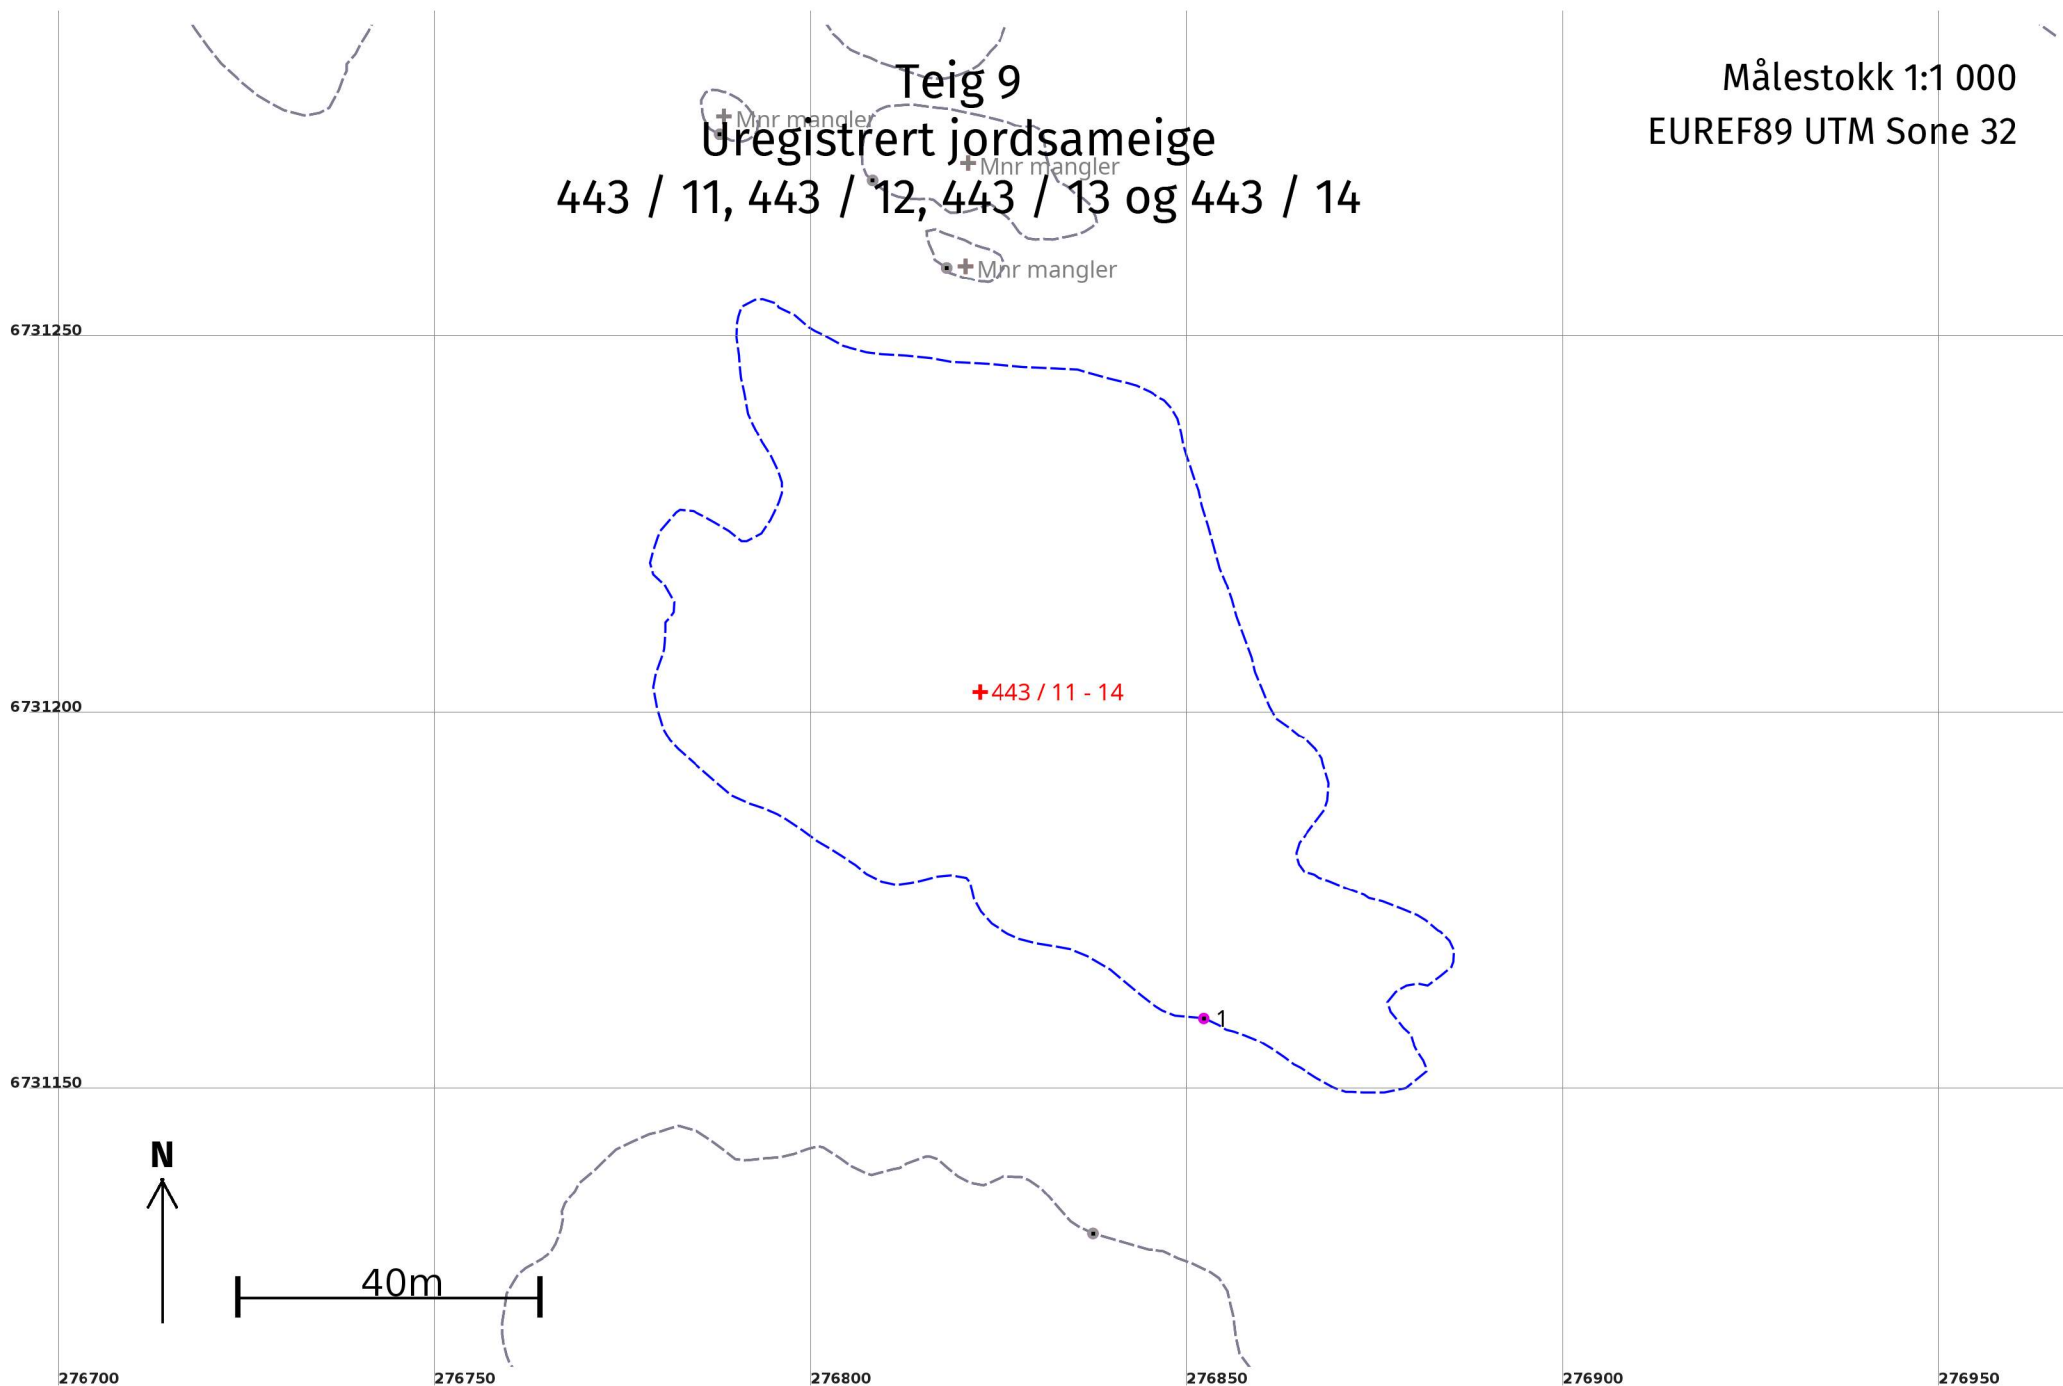 Teig 9
Uregistrert jordsameige
443 / 11, 443 / 12, 443 / 13 og 443 / 14
Målestokk 1:1 000
EUREF89 UTM Sone 32
Mnr mangler
Mnr mangler
Mnr mangler
6731250
443 / 11 - 14
6731200
1
6731150
N
40m
276700 276750 276800 276850 276900 276950